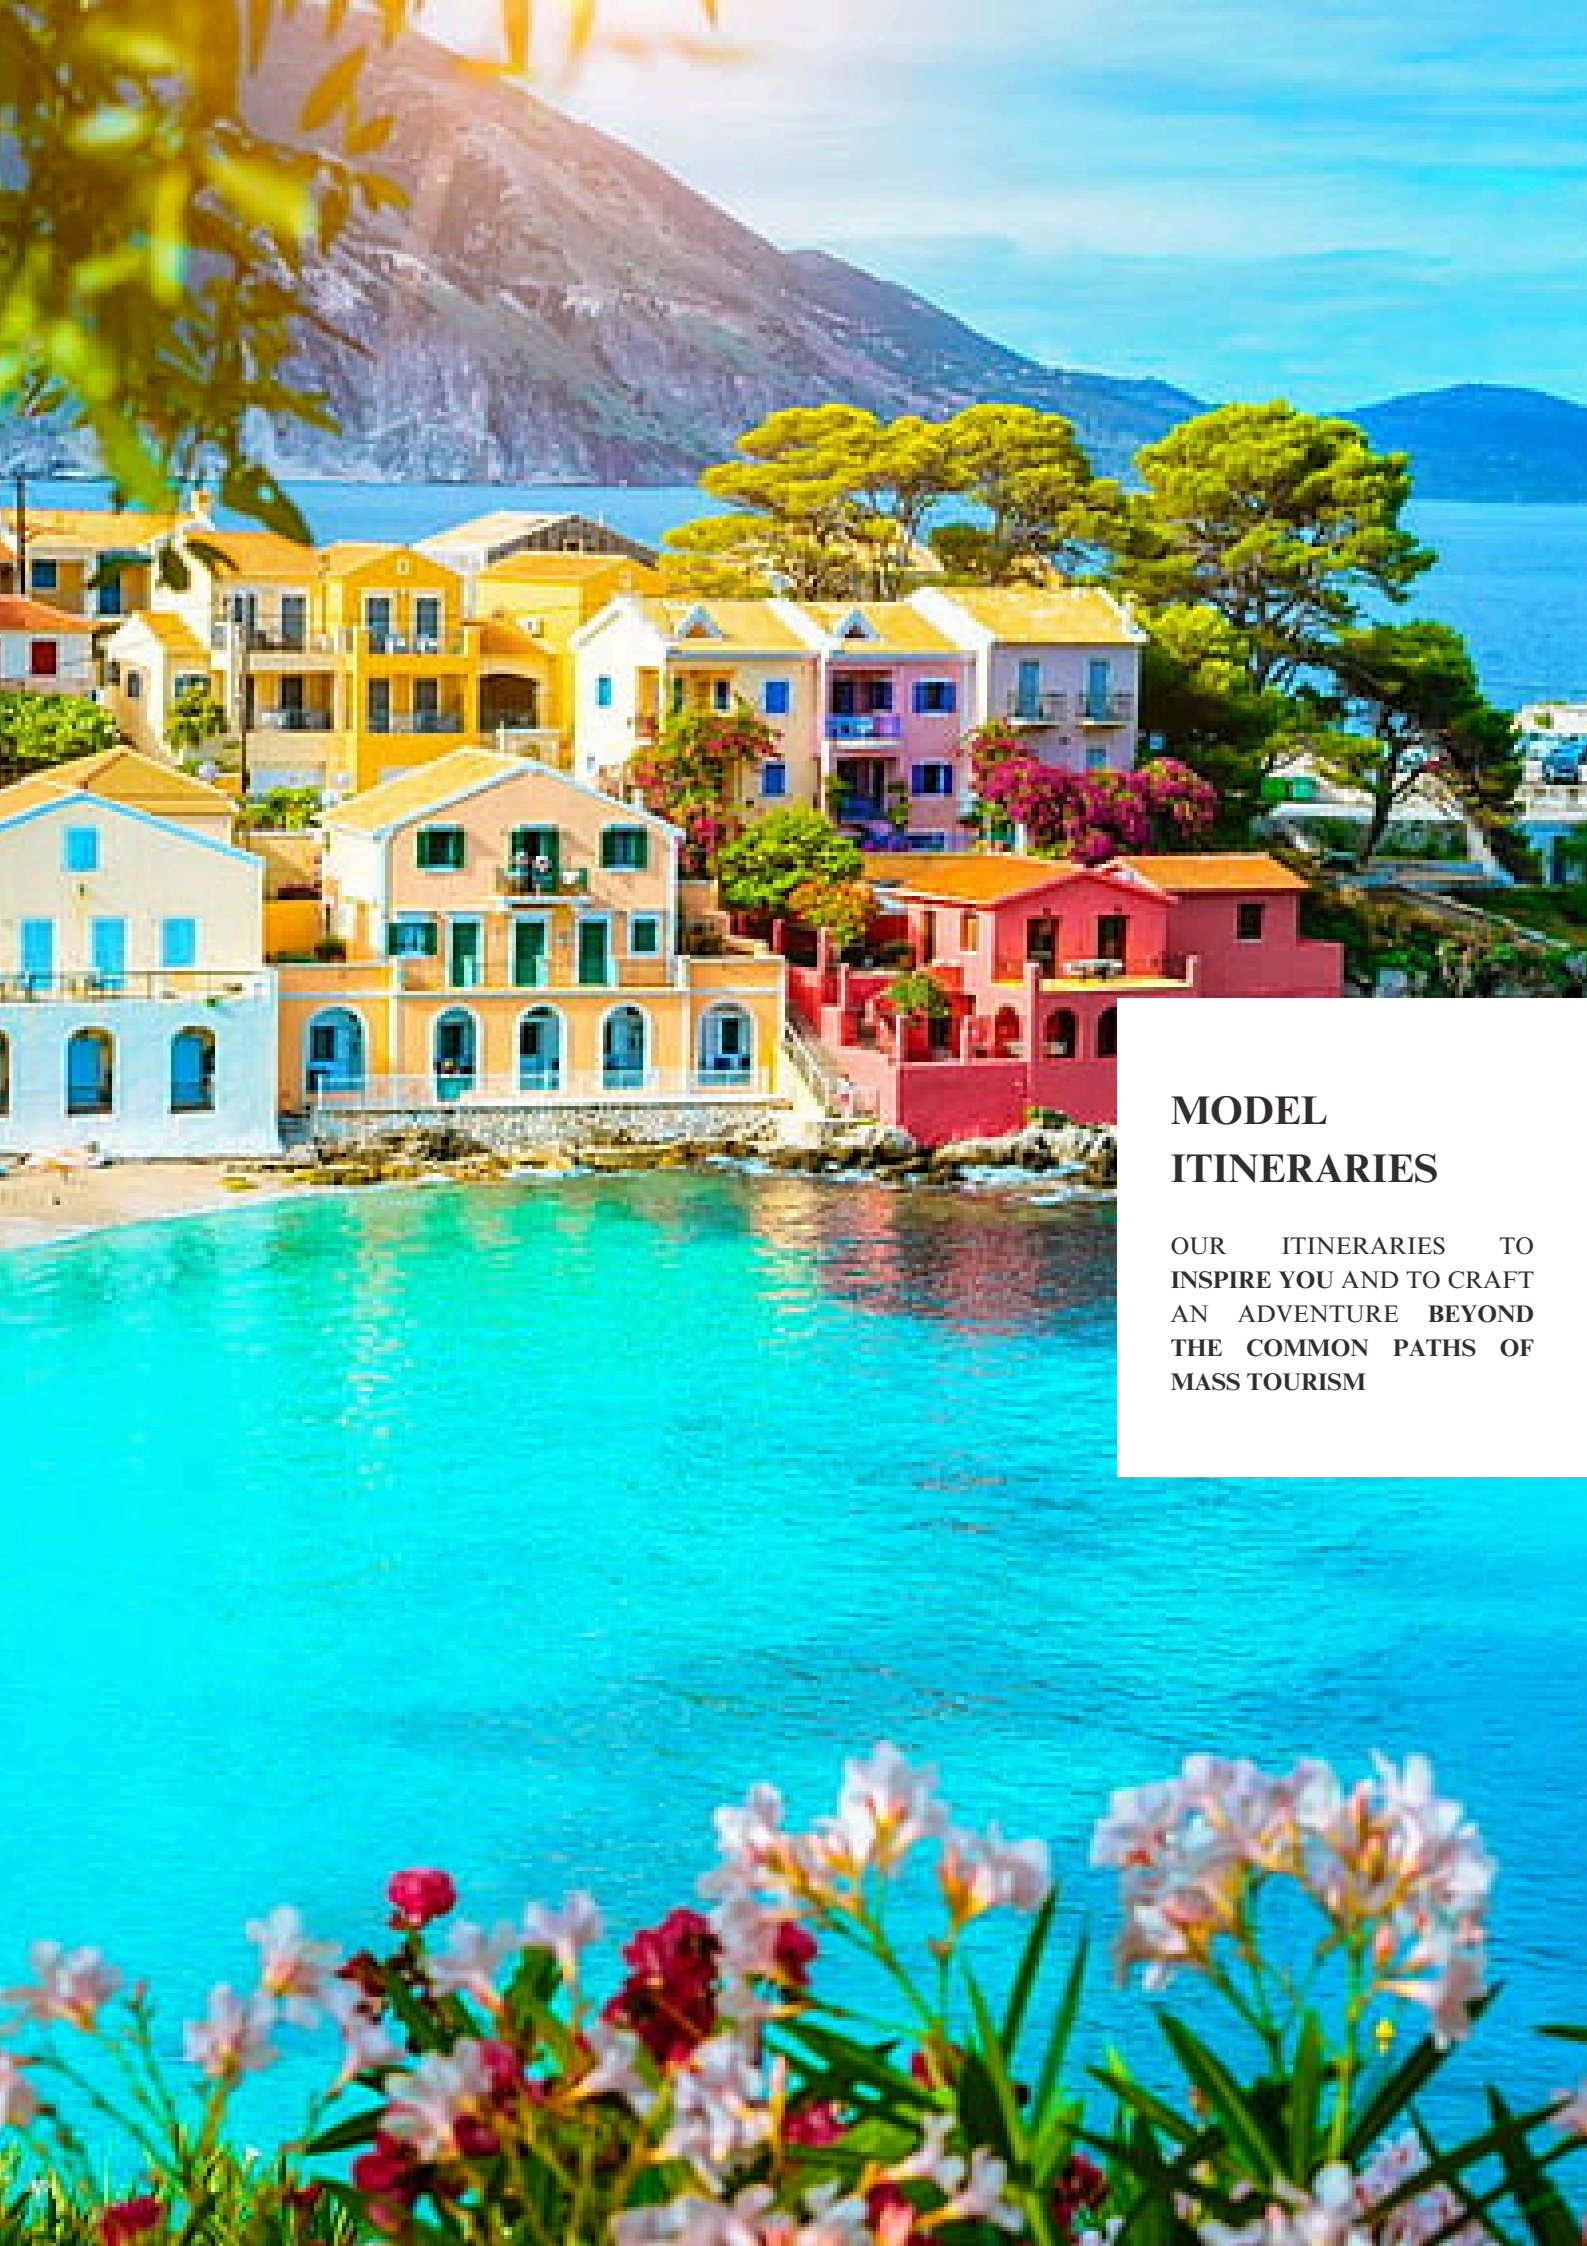 MODEL
ITINERARIES
OUR ITINERARIES TO
INSPIRE YOU AND TO CRAFT
AN ADVENTURE BEYOND
THE COMMON PATHS OF
MASS TOURISM